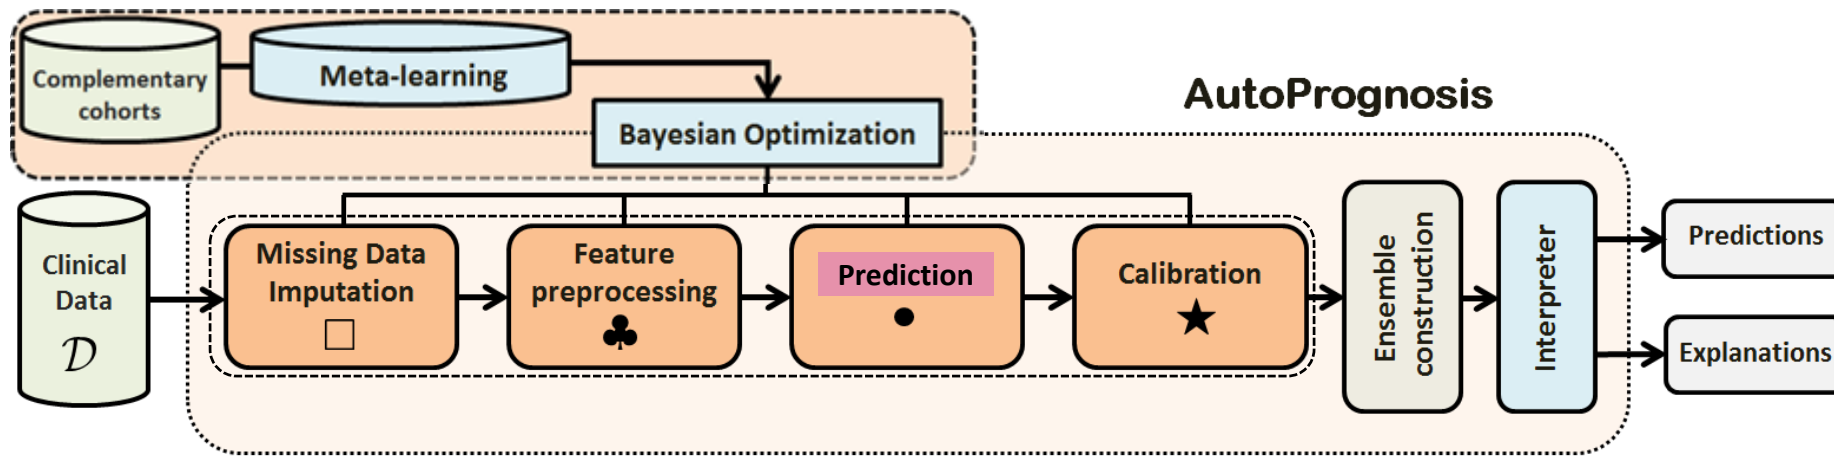 Complementary
cohorts
Meta-learning
Bayesian Optimization
AutoPrognosis
Clinical
Data
𝒟
Missing Data
Imputation
Feature
preprocessing
Prediction
Calibration
Ensemble
construction
Interpreter
Predictions
Explanations